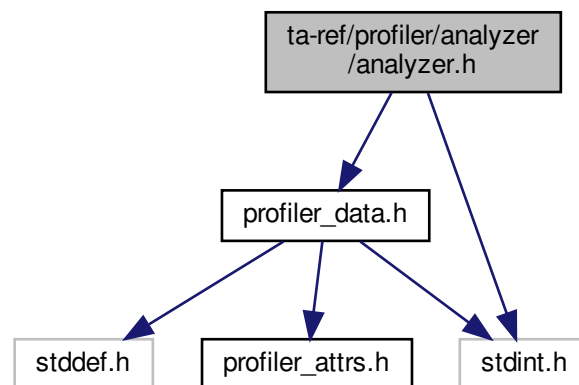 ta-ref/profiler/analyzer
/analyzer.h
profiler_data.h
stddef.h
profiler_attrs.h
stdint.h